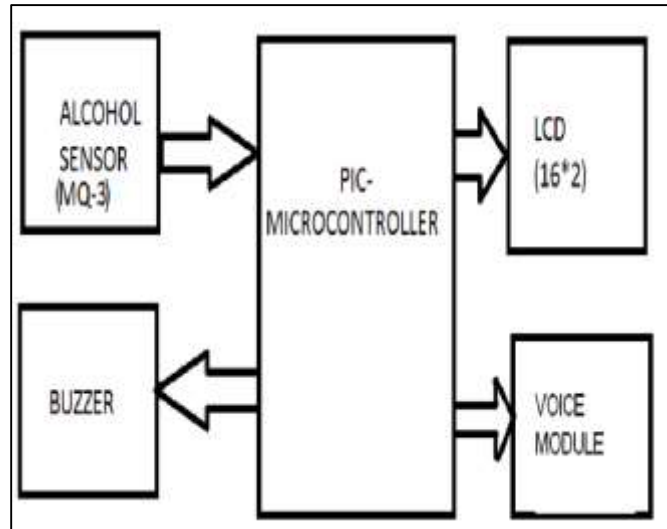 ALCOHOL
SENSOR
(MQ-3)
PIC-
MICROCONTROLLER
LCD
(16*2)
BUZZER
VOICE
MODULE